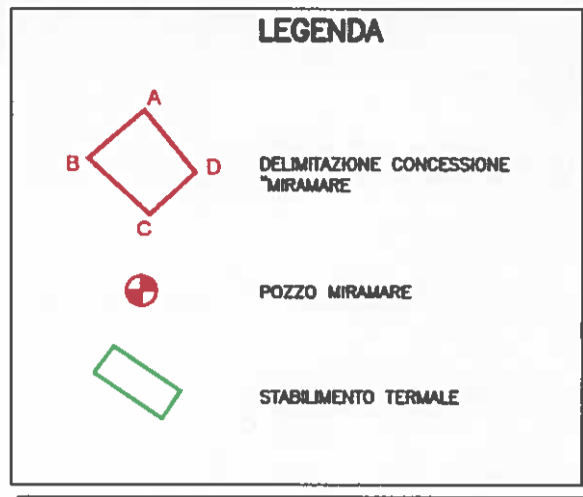 LEGENDA
A
B
D
C
DELIMITAZIONE CONCESSIONE
"MIRAMARE
POZZO MIRAMARE
STABILIMENTO TERMALE